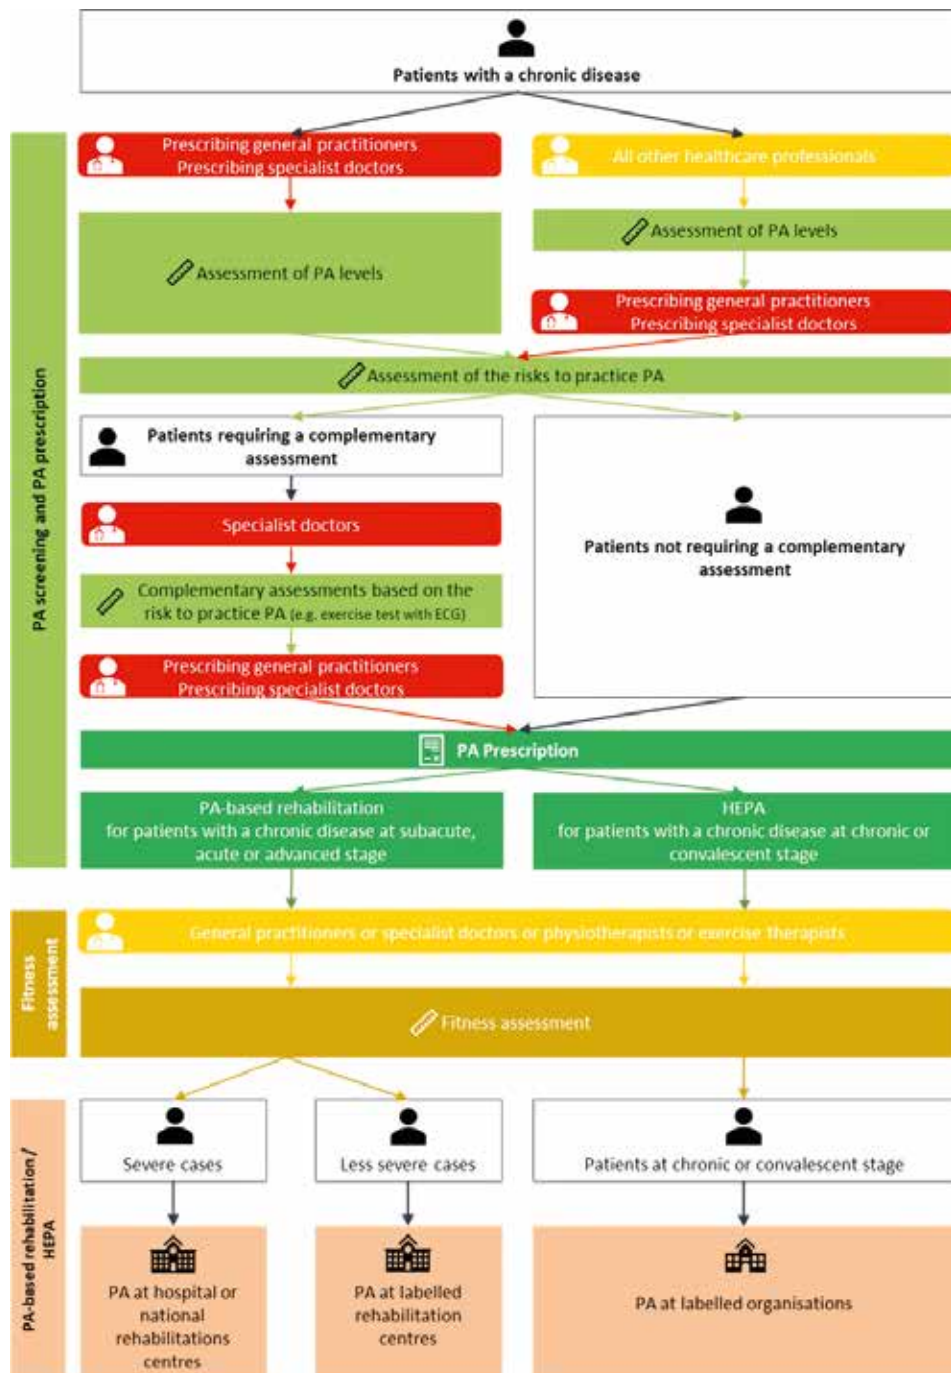 Patients with a chronic disease
PA screening and PA prescription
Prescribing general practitioners
Prescribing specialist doctors
All other healthcare professionals
Assessment of PA levels
Assessment of PA levels
Prescribing general practitioners
Prescribing specialist doctors
Assessment of the risks to practice PA
Patients requiring a complementary
assessment
Patients not requiring a complementary
assessment
Specialist doctors
Complementary assessments based on the
risk to practice PA (e.g. exercise test with ECG)
Prescribing general practitioners
Prescribing specialist doctors
PA Prescription
PA-based rehabilitation
for patients with a chronic disease at subacute,
acute or advanced stage
HEPA
for patients with a chronic disease at chronic or
convalescent stage
Fitness
assessment
General practitioners or specialist doctors or physiotherapists or exercise therapists
Fitness assessment
PA-based rehabilitation/
HEPA
Severe cases
Less severe cases
Patients at chronic or convalescent stage
PA at hospital or
national
rehabilitations
centres
PA at labelled
rehabilitation
centres
PA at labelled organisations